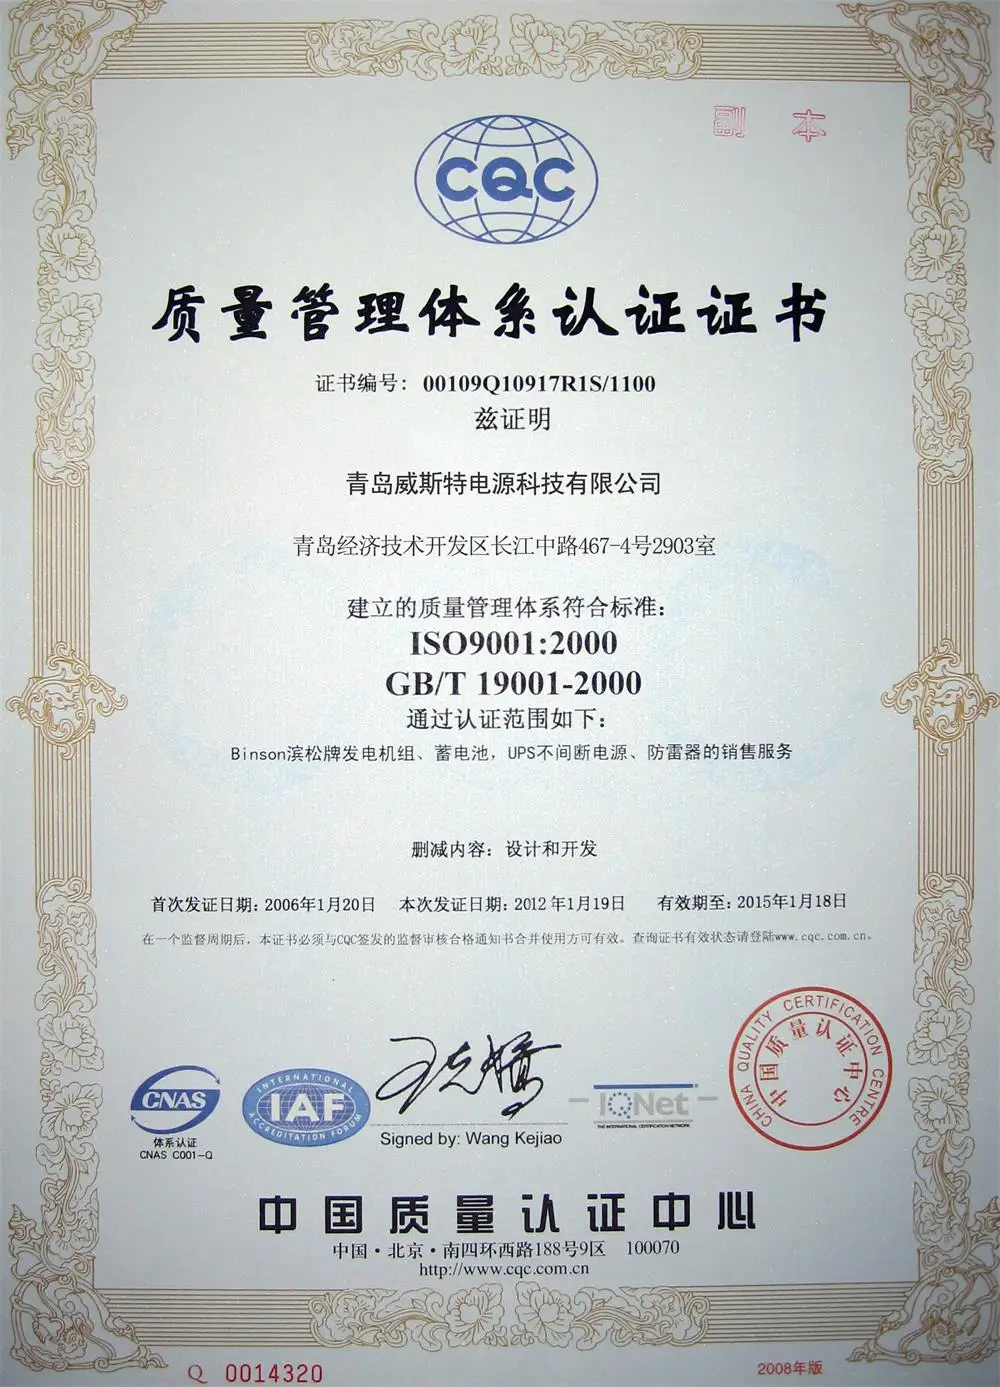 副 本
CQC
质量管理体系认证证书
证书编号：00109Q10917R1S/1100
兹证明
青岛威斯特电源科技有限公司
青岛经济技术开发区长江中路467-4号2903室
建立的质量管理体系符合标准：
ISO9001:2000
GB/T 19001-2000
通过认证范围如下：
Binson滨松牌发电机组、蓄电池，UPS不间断电源、防雷器的销售服务
删减内容：设计和开发
首次发证日期：2006年1月20日 本次发证日期：2012年1月19日 有效期至：2015年1月18日
在一个监督周期后，本证书必须与CQC签发的监督审核合格通知书合并使用方可有效。查询证书有效状态请登陆www.cqc.com.cn。
CNAS
体系认证
CNAS C001-Q
INTERNATIONAL
IAF
ACCREDITATION FORUM
Signed by: Wang Kejiao
IQNet
THE INTERNATIONAL CERTIFICATION NETWORK
CHINA QUALITY CERTIFICATION CENTRE
中国质量认证中心
中国质量认证中心
中国·北京·南四环西路188号9区 100070
http://www.cqc.com.cn
Q 0014320
2008年版